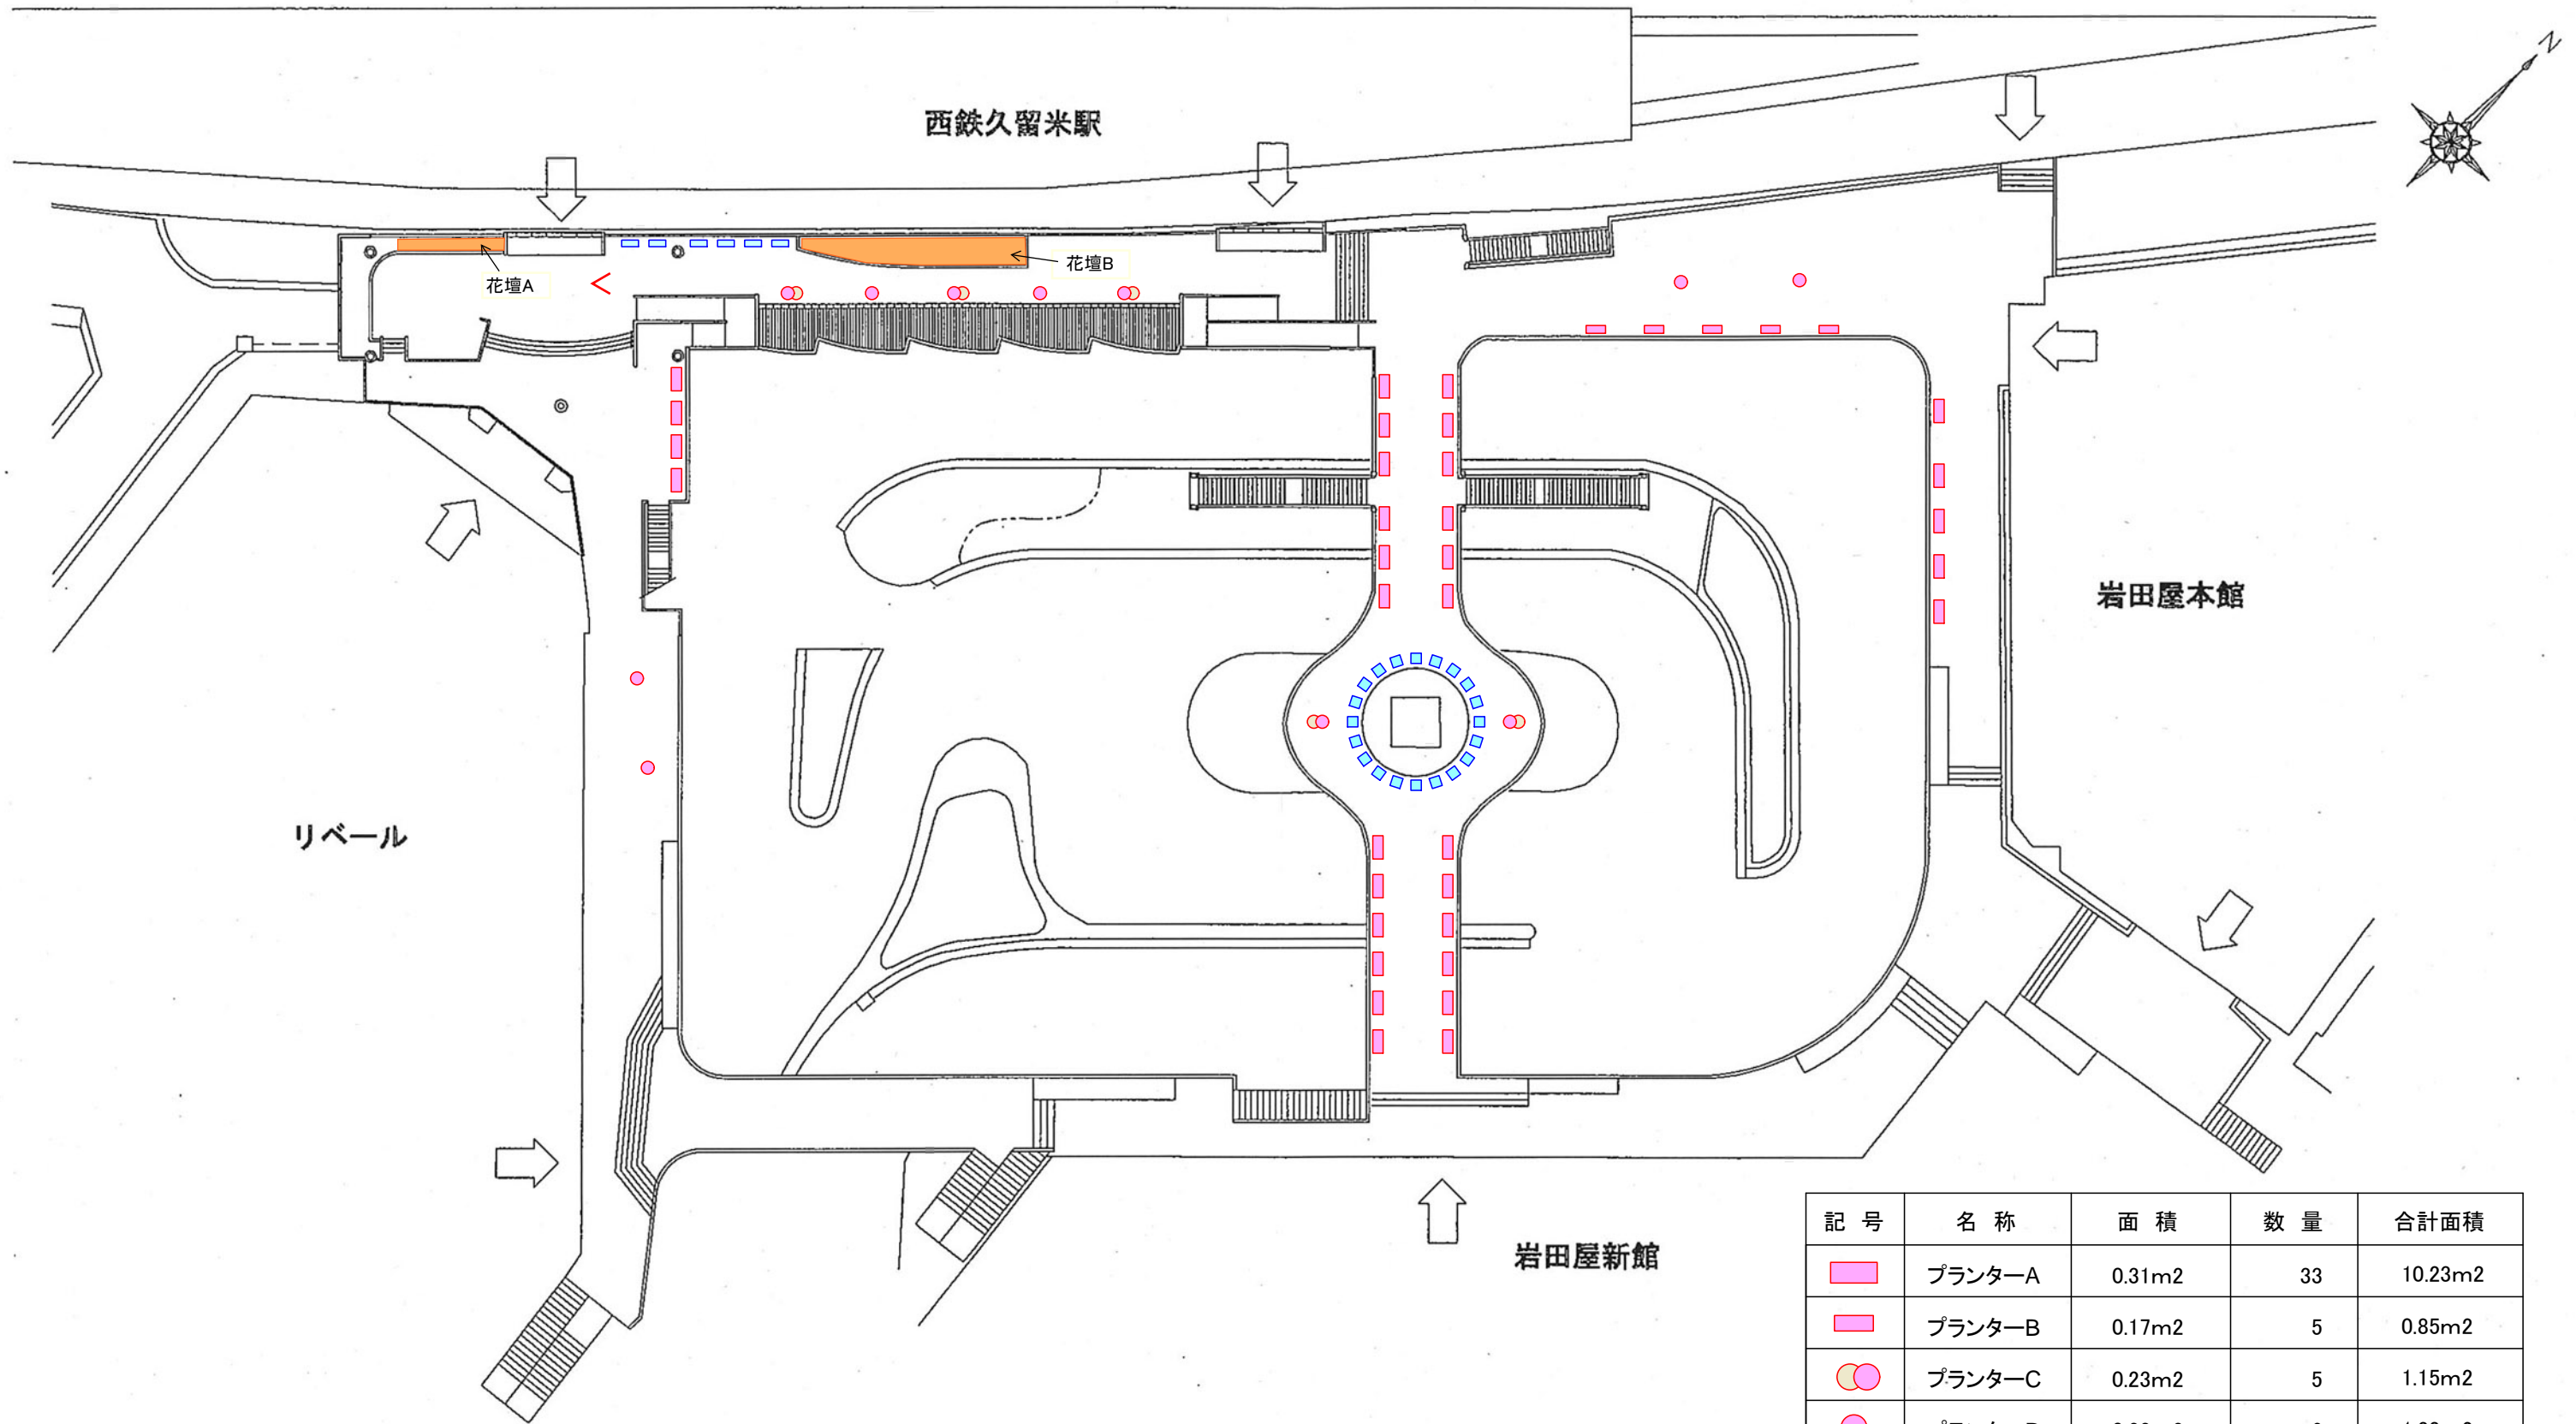 N
西鉄久留米駅
花壇A
花壇B
岩田屋本館
リベール
岩田屋新館
記 号 名 称 面 積 数 量 合計面積
プランターA 0.31m2 33 10.23m2
プランターB 0.17m2 5 0.85m2
プランターC 0.23m2 5 1.15m2